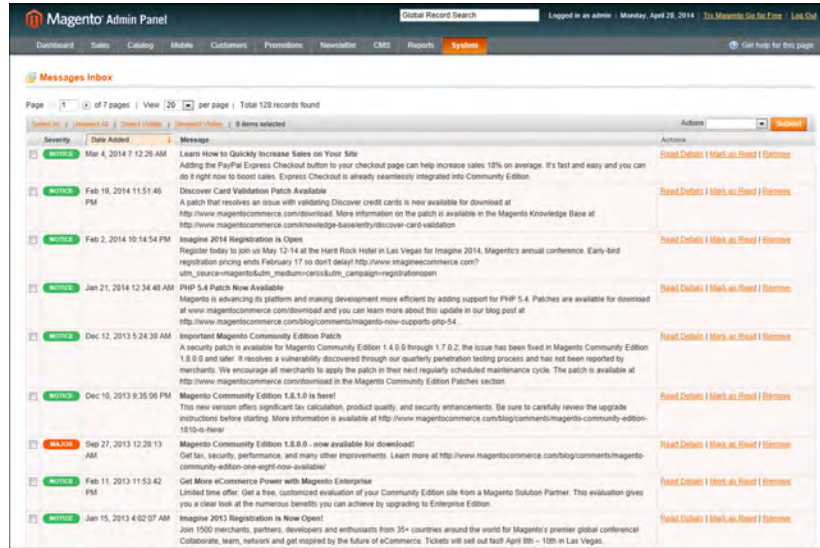 Magento Admin Panel
Global Record Search
Logged in as admin | Monday, April 28, 2014 | Try Magento Go for Free | Log Out
Dashboard Sales Catalog Mobile Customers Promotions Newsletter CMS Reports System
Get help for this page
Messages Inbox
Page 1 of 7 pages | View 20 per page | Total 128 records found
Select All | Unselect All | Select Visible | Unselect Visible | 0 items selected
Actions Submit
Severity Date Added Message Actions
NOTICE Mar 4, 2014 7:12:26 AM Learn How to Quickly Increase Sales on Your Site Read Details | Mark as Read | Remove
Adding the PayPal Express Checkout button to your checkout page can help increase sales 18% on average. It's fast and easy and you can
do it right now to boost sales. Express Checkout is already seamlessly integrated into Community Edition.
NOTICE Feb 19, 2014 11:51:46 Discover Card Validation Patch Available Read Details | Mark as Read | Remove
PM A patch that resolves an issue with validating Discover credit cards is now available for download at
http://www.magentocommerce.com/download. More information on the patch is available in the Magento Knowledge Base at
http://www.magentocommerce.com/knowledge-base/entry/discover-card-validation
NOTICE Feb 2, 2014 10:14:54 PM Imagine 2014 Registration is Open Read Details | Mark as Read | Remove
Register today to join us May 12-14 at the Hard Rock Hotel in Las Vegas for Imagine 2014, Magento's annual conference. Early-bird
registration pricing ends February 17 so don't delay! http://www.imagineecommerce.com?
utm_source=magento&utm_medium=cerss&utm_campaign=registrationopen
NOTICE Jan 21, 2014 12:34:48 AM PHP 5.4 Patch Now Available Read Details | Mark as Read | Remove
Magento is advancing its platform and making development more efficient by adding support for PHP 5.4. Patches are available for download
at www.magentocommerce.com/download and you can learn more about this update in our blog post at
http://www.magentocommerce.com/blog/comments/magento-now-supports-php-54 .
NOTICE Dec 12, 2013 5:24:39 AM Important Magento Community Edition Patch Read Details | Mark as Read | Remove
A security patch is available for Magento Community Edition 1.4.0.0 through 1.7.0.2; the issue has been fixed in Magento Community Edition
1.8.0.0 and later. It resolves a vulnerability discovered through our quarterly penetration testing process and has not been reported by
merchants. We encourage all merchants to apply the patch in their next regularly scheduled maintenance cycle. The patch is available at
http://www.magentocommerce.com/download in the Magento Community Edition Patches section.
NOTICE Dec 10, 2013 9:35:06 PM Magento Community Edition 1.8.1.0 is here! Read Details | Mark as Read | Remove
This new version offers significant tax calculation, product quality, and security enhancements. Be sure to carefully review the upgrade
instructions before starting. More information is available at http://www.magentocommerce.com/blog/comments/magento-community-edition-
1810-is-here/
MAJOR Sep 27, 2013 12:28:13 Magento Community Edition 1.8.0.0 - now available for download! Read Details | Mark as Read | Remove
AM Get tax, security, performance, and many other improvements. Learn more at http://www.magentocommerce.com/blog/comments/magento-
community-edition-one-eight-now-available/
NOTICE Feb 11, 2013 11:53:42 Get More eCommerce Power with Magento Enterprise Read Details | Mark as Read | Remove
PM Limited time offer: Get a free, customized evaluation of your Community Edition site from a Magento Solution Partner. This evaluation gives
you a clear look at the numerous benefits you can achieve by upgrading to Enterprise Edition.
NOTICE Jan 15, 2013 4:02:07 AM Imagine 2013 Registration is Now Open! Read Details | Mark as Read | Remove
Join 1500 merchants, partners, developers and enthusiasts from 35+ countries around the world for Magento's premier global conference!
Collaborate, learn, network and get inspired by the future of eCommerce. Tickets will sell out fast! April 8th – 10th in Las Vegas.